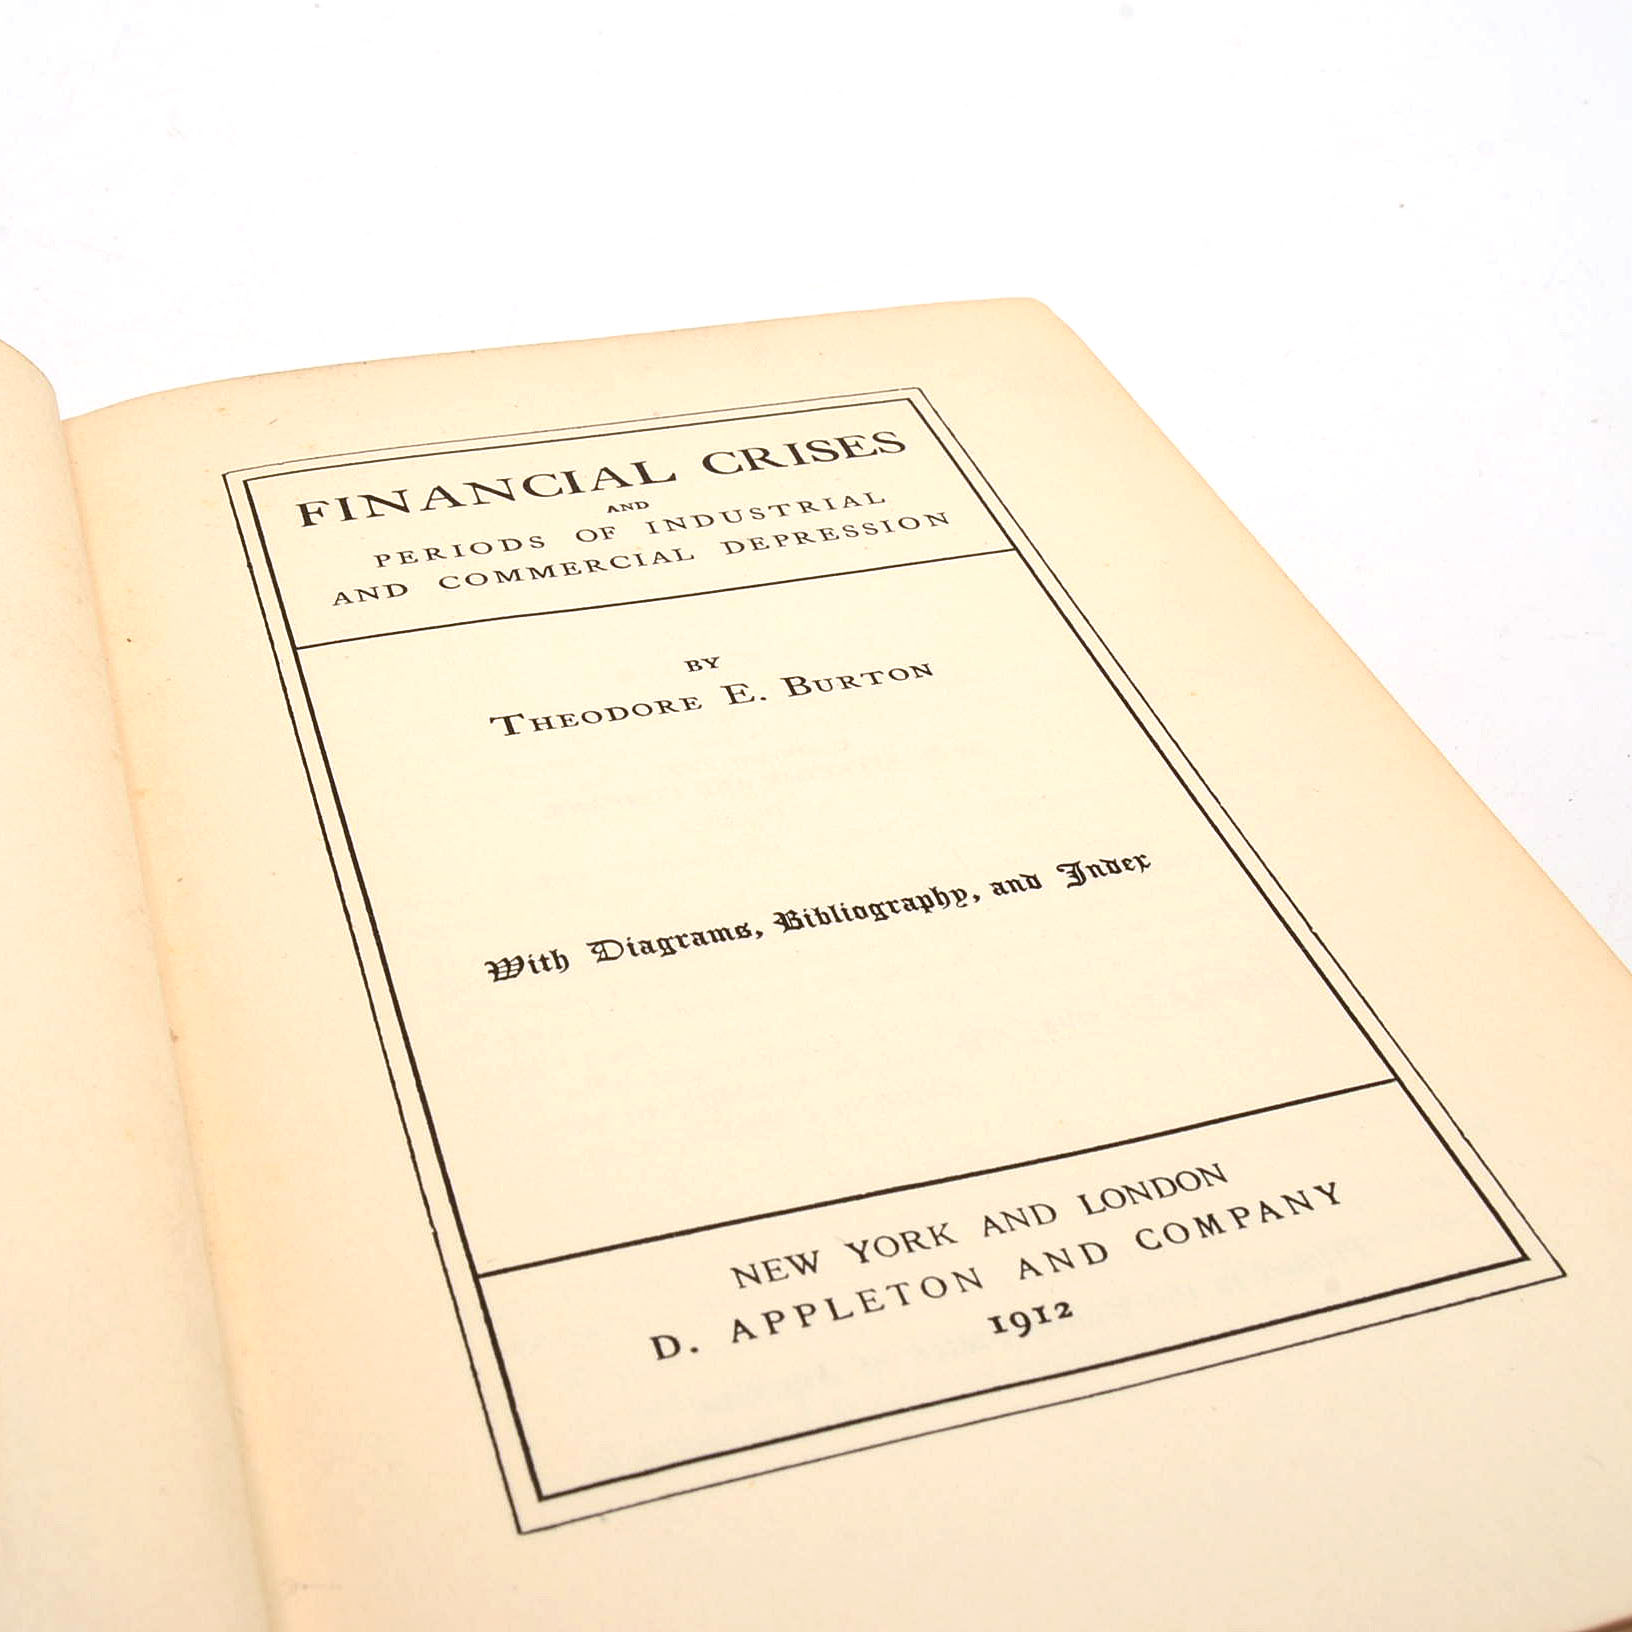 FINANCIAL CRISES
AND
PERIODS OF INDUSTRIAL
AND COMMERCIAL DEPRESSION
BY
THEODORE E. BURTON
With Diagrams, Bibliography, and Index
NEW YORK AND LONDON
D. APPLETON AND COMPANY
1912